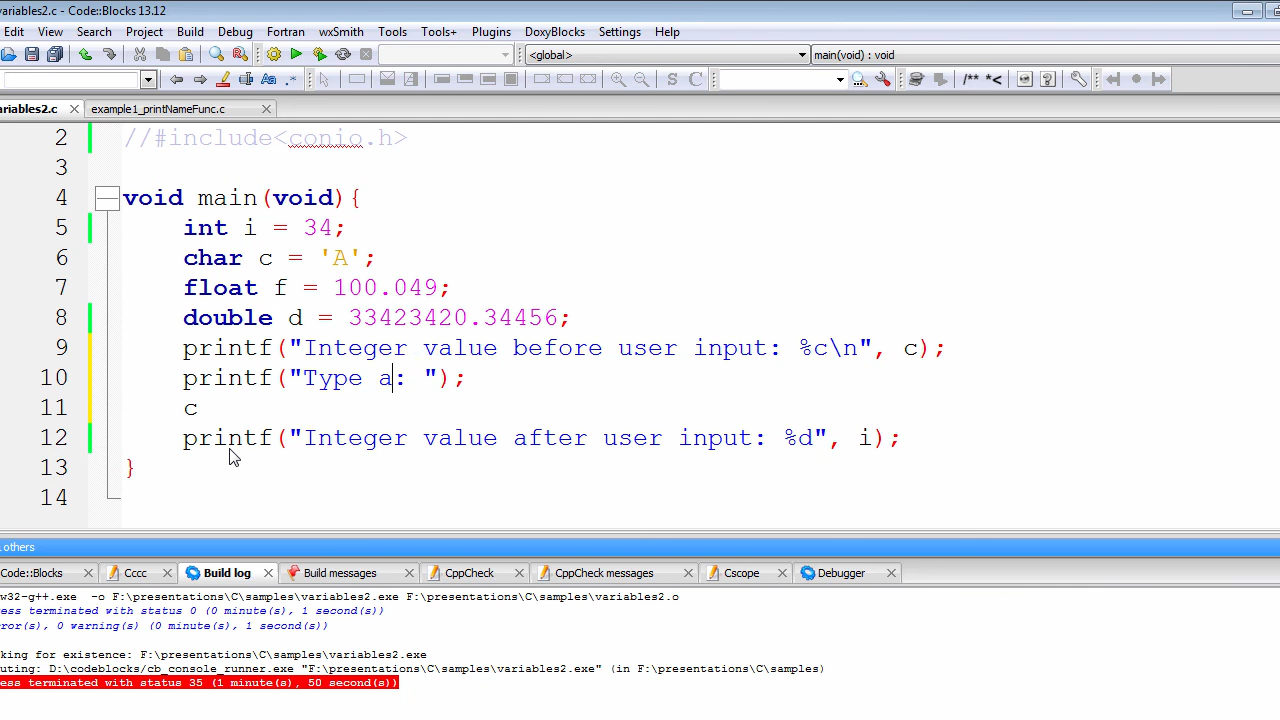 variables2.c - Code::Blocks 13.12
Edit View Search Project Build Debug Fortran wxSmith Tools Tools+ Plugins DoxyBlocks Settings Help
<global> main(void) : void
variables2.c example1_printNameFunc.c
2 //#include<conio.h>
3
4 void main(void){
5 int i = 34;
6 char c = 'A';
7 float f = 100.049;
8 double d = 33423420.34456;
9 printf("Integer value before user input: %c\n", c);
10 printf("Type a: ");
11 c
12 printf("Integer value after user input: %d", i);
13 }
14
others
Code::Blocks Cccc Build log Build messages CppCheck CppCheck messages Cscope Debugger
w32-g++.exe -o F:\presentations\C\samples\variables2.exe F:\presentations\C\samples\variables2.o
ess terminated with status 0 (0 minute(s), 1 second(s))
ror(s), 0 warning(s) (0 minute(s), 1 second(s))
king for existence: F:\presentations\C\samples\variables2.exe
uting: D:\codeblocks/cb_console_runner.exe "F:\presentations\C\samples\variables2.exe" (in F:\presentations\C\samples)
ess terminated with status 35 (1 minute(s), 50 second(s))